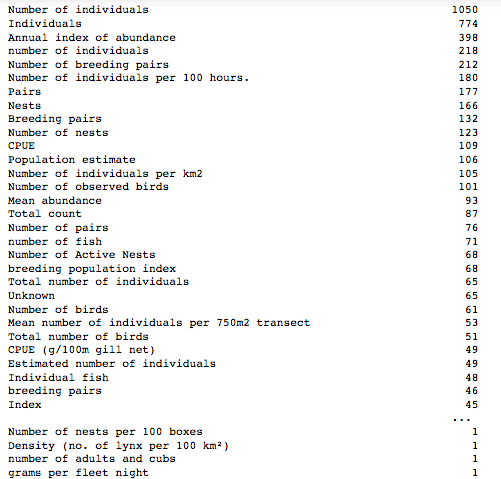 Number of individuals 1050
Individuals 774
Annual index of abundance 398
number of individuals 218
Number of breeding pairs 212
Number of individuals per 100 hours. 180
Pairs 177
Nests 166
Breeding pairs 132
Number of nests 123
CPUE 109
Population estimate 106
Number of individuals per km2 105
Number of observed birds 101
Mean abundance 93
Total count 87
Number of pairs 76
number of fish 71
Number of Active Nests 68
breeding population index 68
Total number of individuals 65
Unknown 65
Number of birds 61
Mean number of individuals per 750m2 transect 53
Total number of birds 51
CPUE (g/100m gill net) 49
Estimated number of individuals 49
Individual fish 48
breeding pairs 46
Index 45
...
Number of nests per 100 boxes 1
Density (no. of lynx per 100 km²) 1
number of adults and cubs 1
grams per fleet night 1